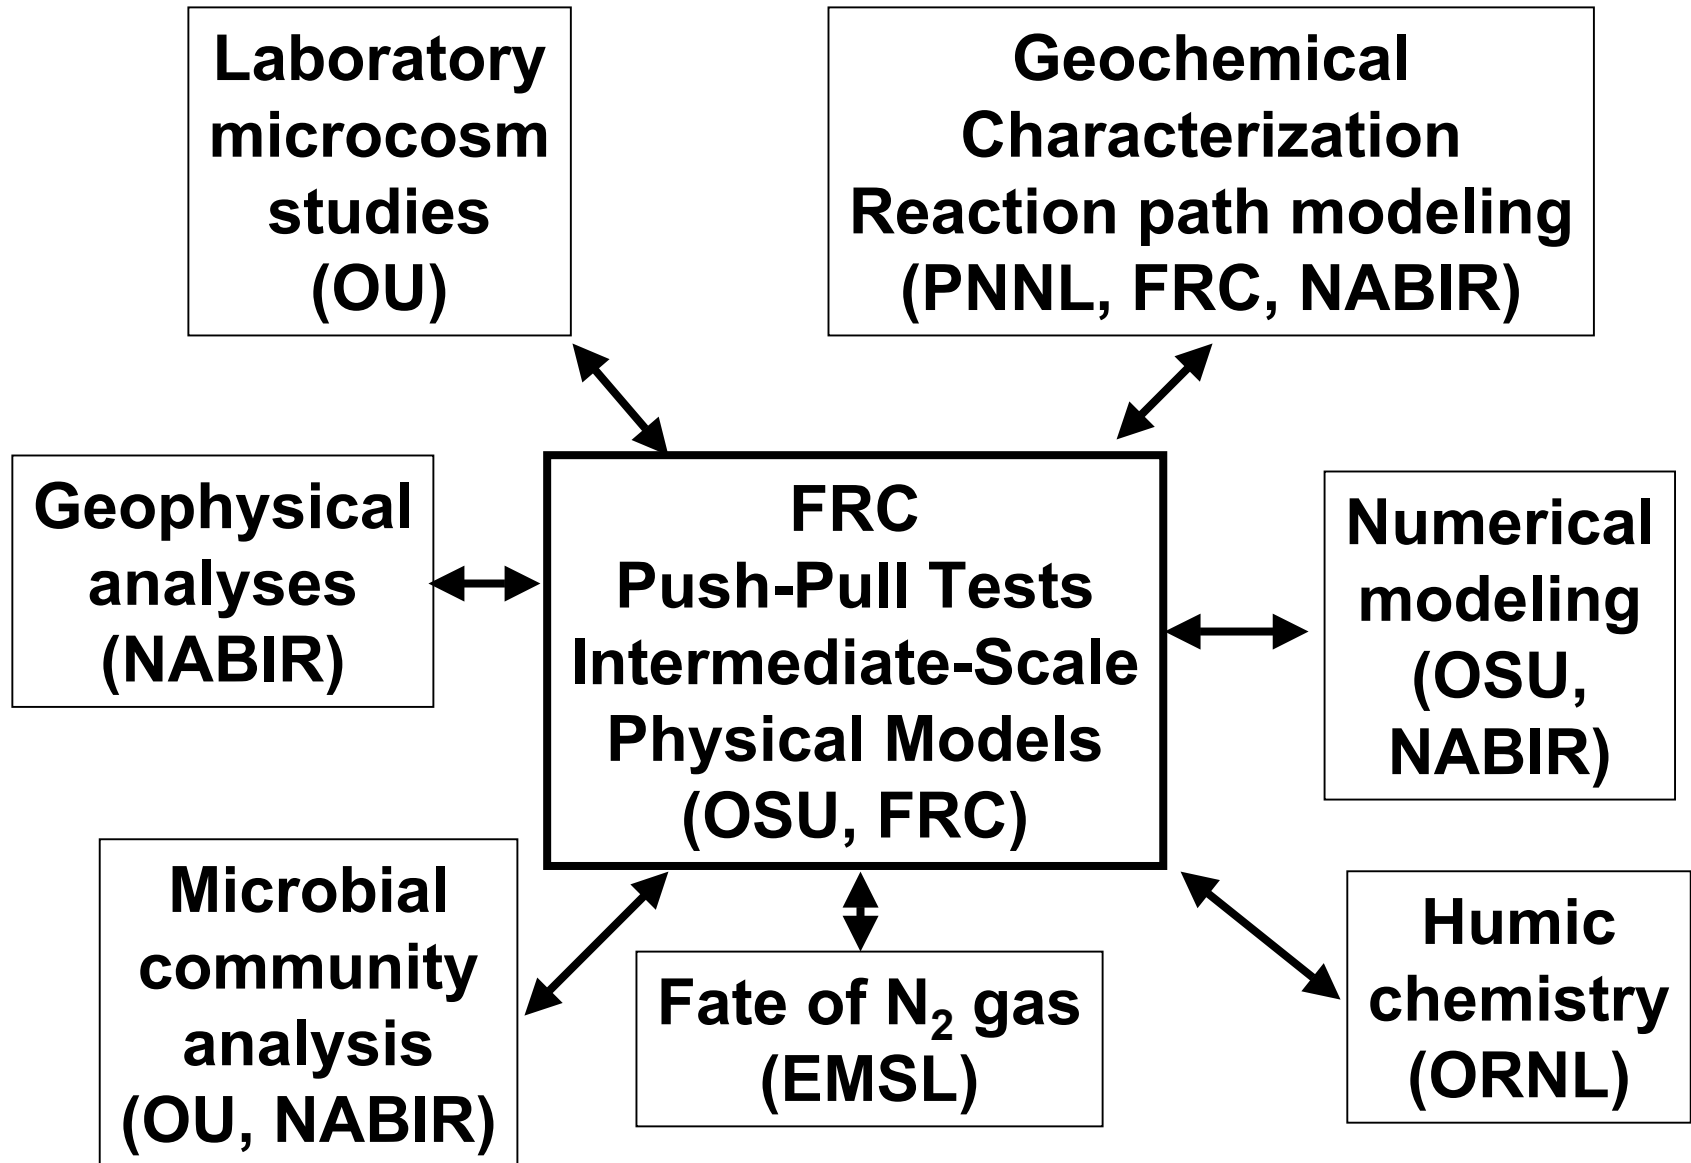 Laboratory
microcosm
studies
(OU)
Geochemical
Characterization
Reaction path modeling
(PNNL, FRC, NABIR)
Geophysical
analyses
(NABIR)
FRC
Push-Pull Tests
Intermediate-Scale
Physical Models
(OSU, FRC)
Numerical
modeling
(OSU,
NABIR)
Microbial
community
analysis
(OU, NABIR)
Fate of N₂ gas
(EMSL)
Humic
chemistry
(ORNL)